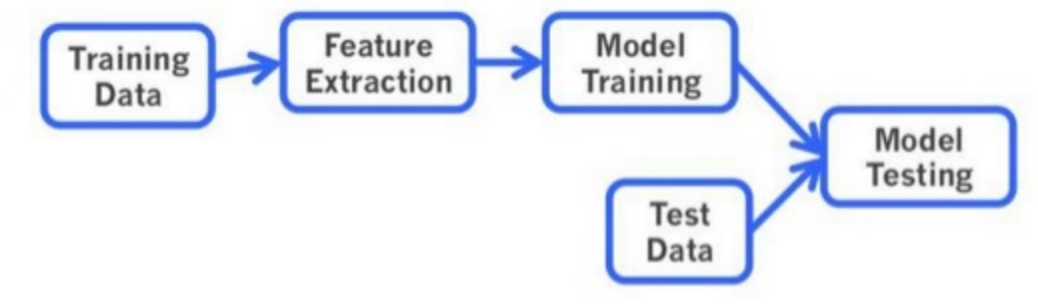 Training
Data
Feature
Extraction
Model
Training
Model
Testing
Test
Data